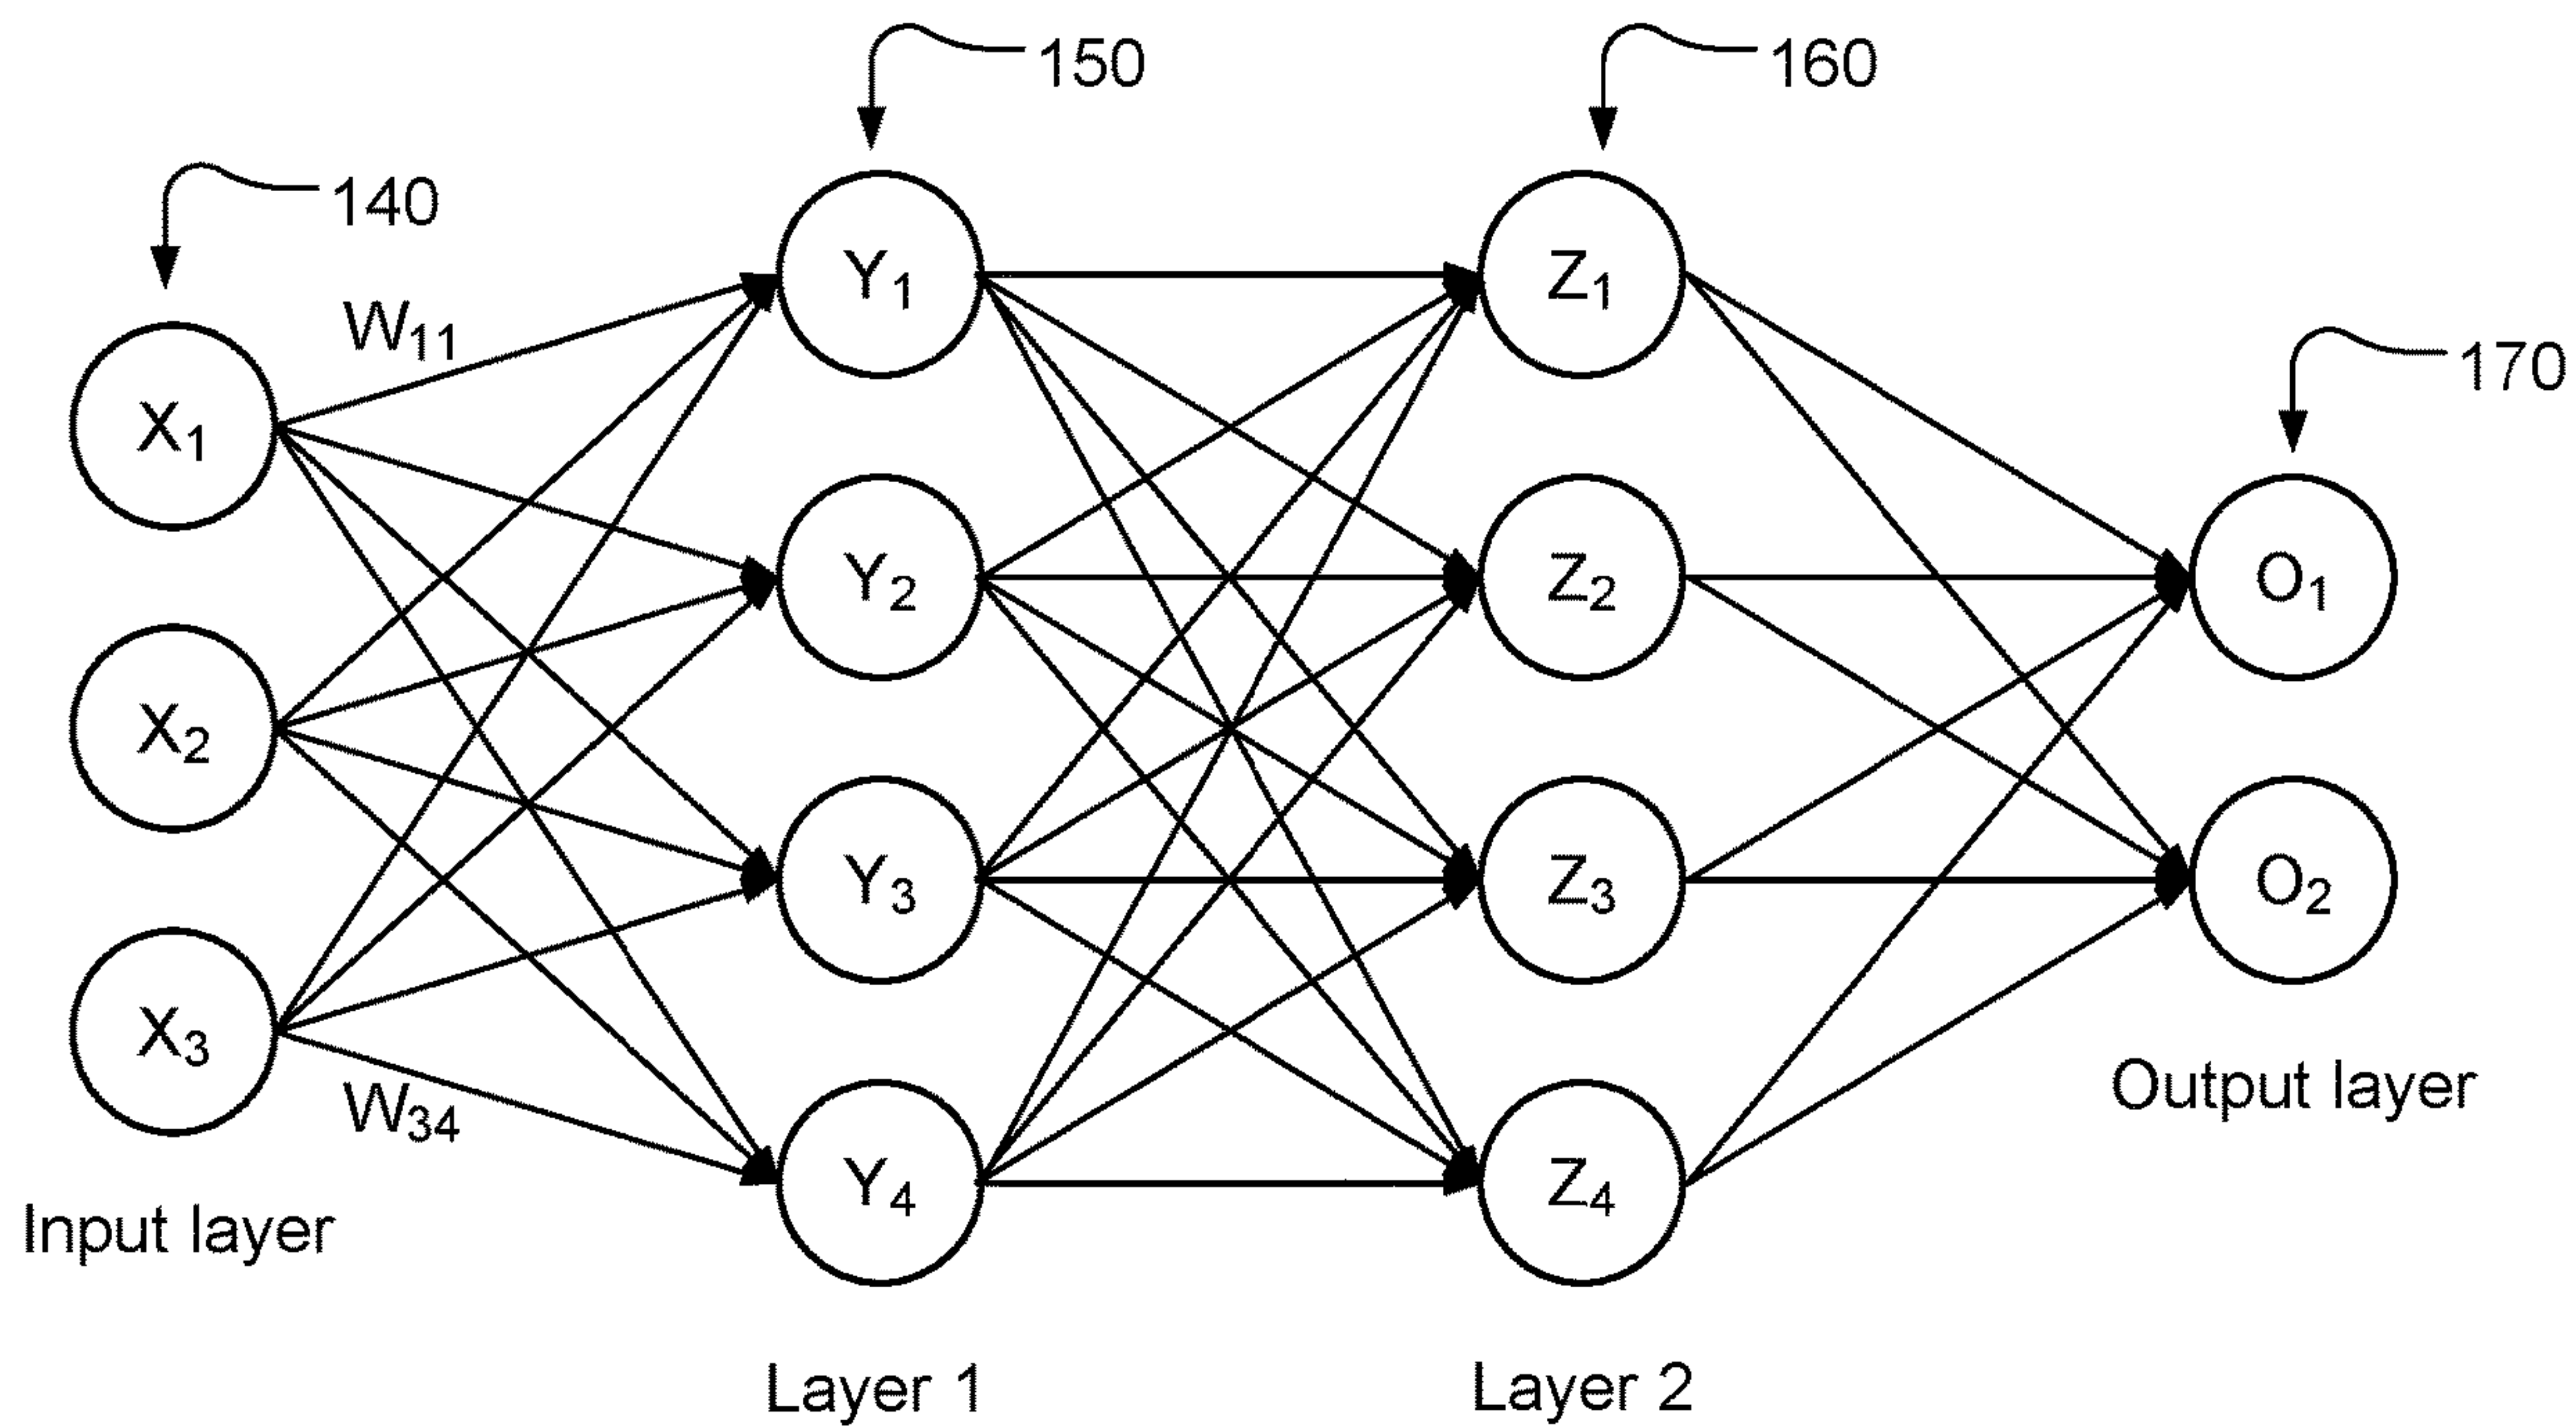 150
160
140
W11
Y1
Z1
170
X1
Y2
Z2
O1
X2
Y3
Z3
O2
X3
W34
Y4
Z4
Output layer
Input layer
Layer 1
Layer 2